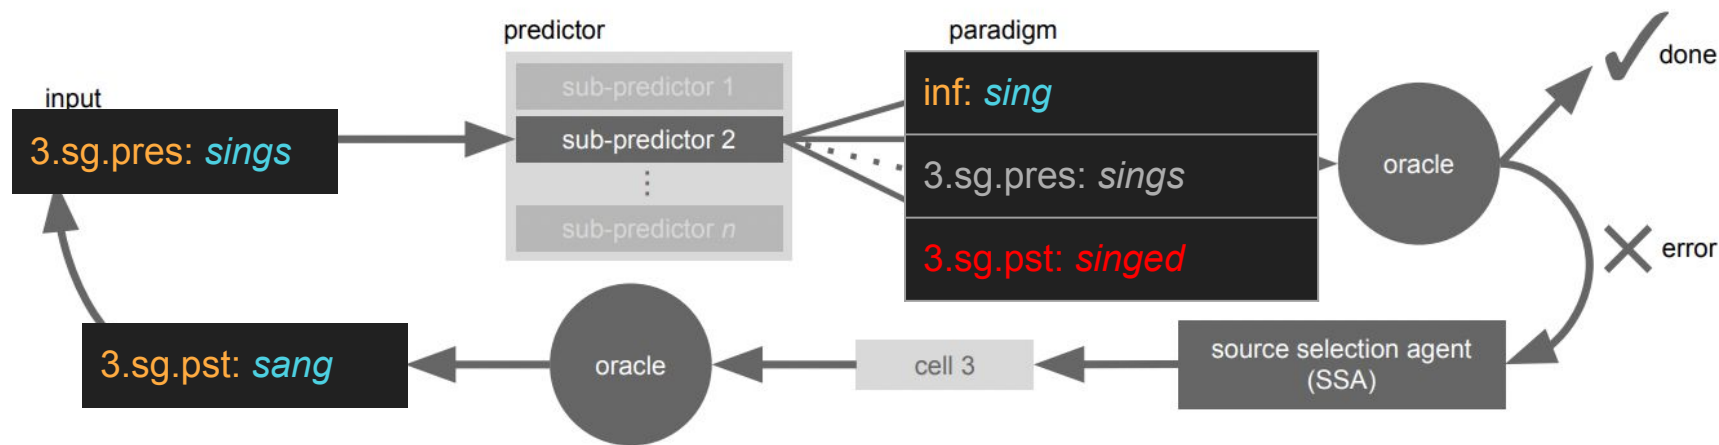 input
3.sg.pres: sings
predictor
sub-predictor 1
sub-predictor 2
⋮
sub-predictor n
paradigm
inf: sing
3.sg.pres: sings
3.sg.pst: singed
oracle
done
error
source selection agent
(SSA)
cell 3
oracle
3.sg.pst: sang